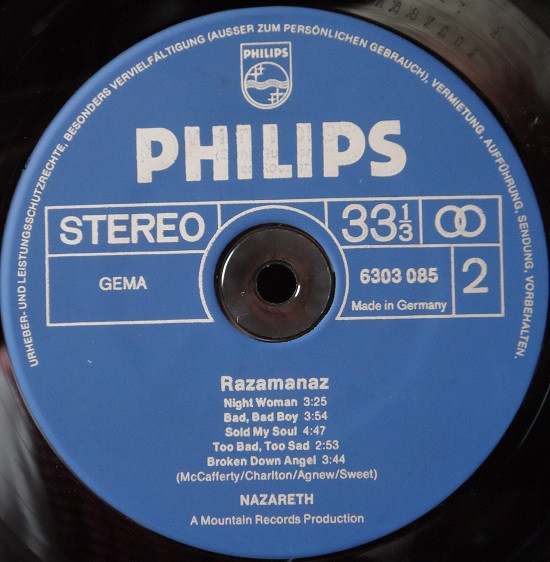 URHEBER- UND LEISTUNGSSCHUTZRECHTE, BESONDERS VERVIELFÄLTIGUNG (AUSSER ZUM PERSÖNLICHEN GEBRAUCH), VERMIETUNG, AUFFÜHRUNG, SENDUNG, VORBEHALTEN.
PHILIPS
PHILIPS
STEREO
33 1/3
GEMA
6303 085
2
Made in Germany
Razamanaz
Night Woman 3:25
Bad, Bad Boy 3:54
Sold My Soul 4:47
Too Bad, Too Sad 2:53
Broken Down Angel 3:44
(McCafferty/Charlton/Agnew/Sweet)
NAZARETH
A Mountain Records Production